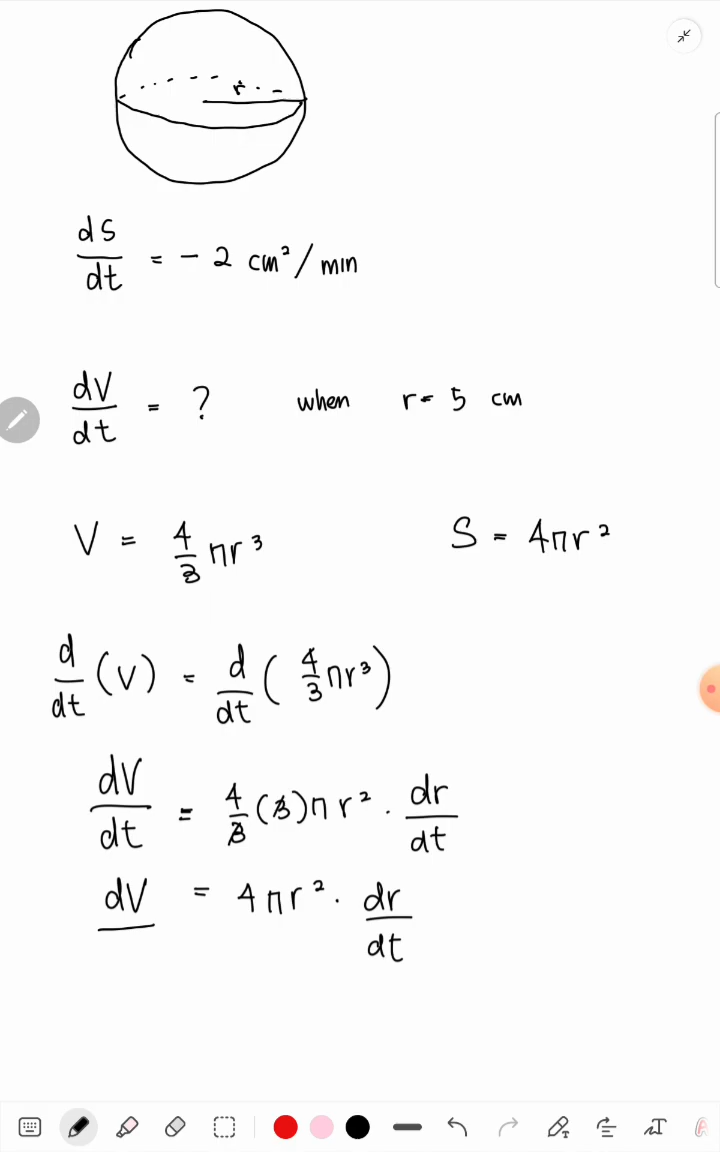 r
dS/dt = - 2 cm²/min
dV/dt = ? when r = 5 cm
V = 4/3 πr³ S = 4πr²
d/dt (V) = d/dt ( 4/3 πr³ )
dV/dt = 4/3 (3)πr² · dr/dt
dV = 4πr² · dr/dt